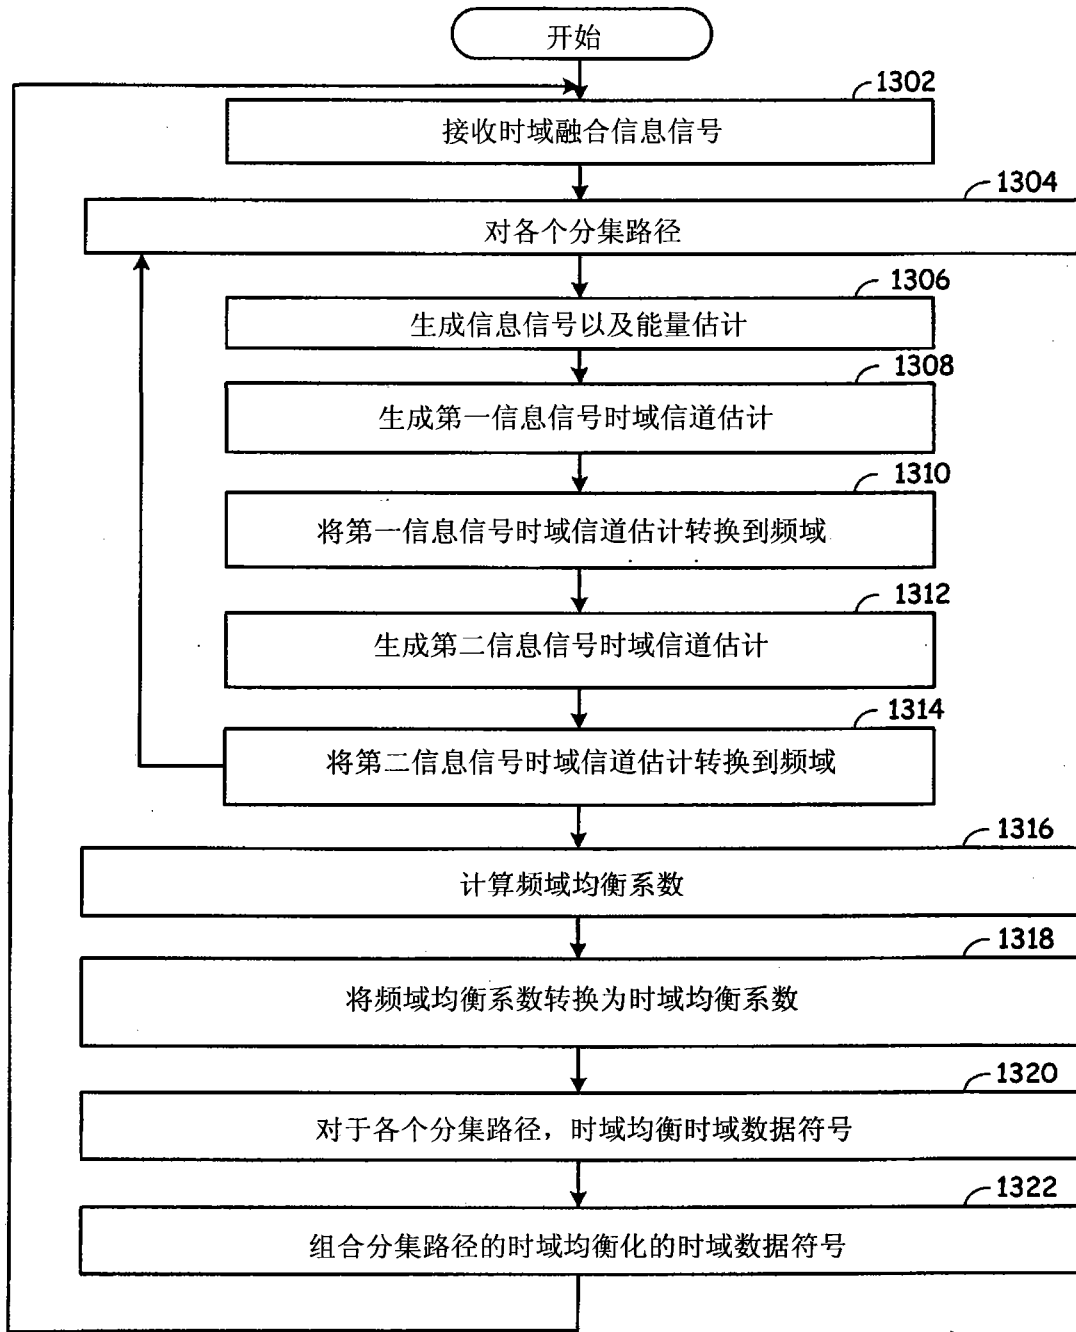 开始
1302
接收时域融合信息信号
1304
对各个分集路径
1306
生成信息信号以及能量估计
1308
生成第一信息信号时域信道估计
1310
将第一信息信号时域信道估计转换到频域
1312
生成第二信息信号时域信道估计
1314
将第二信息信号时域信道估计转换到频域
1316
计算频域均衡系数
1318
将频域均衡系数转换为时域均衡系数
1320
对于各个分集路径，时域均衡时域数据符号
1322
组合分集路径的时域均衡化的时域数据符号